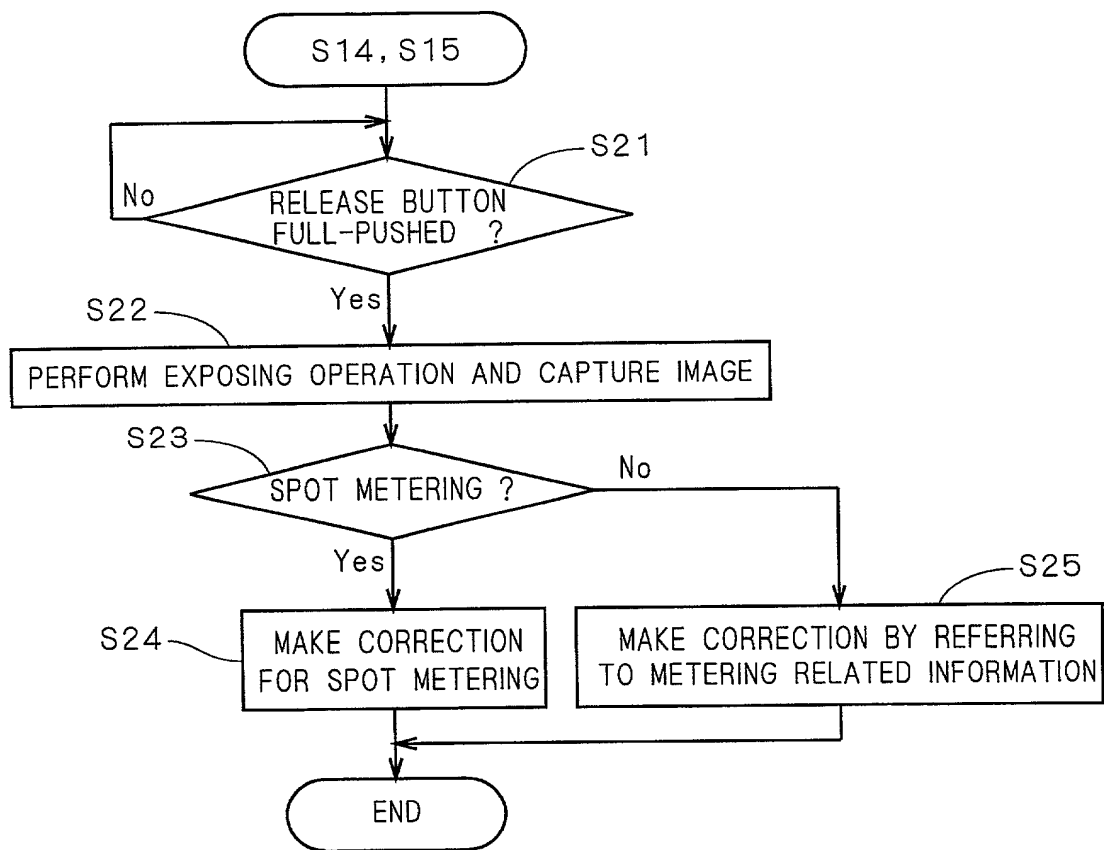 S14, S15
S21
No
RELEASE BUTTON
FULL-PUSHED ?
Yes
S22
PERFORM EXPOSING OPERATION AND CAPTURE IMAGE
S23
No
SPOT METERING ?
Yes
S25
S24
MAKE CORRECTION
FOR SPOT METERING
MAKE CORRECTION BY REFERRING
TO METERING RELATED INFORMATION
END